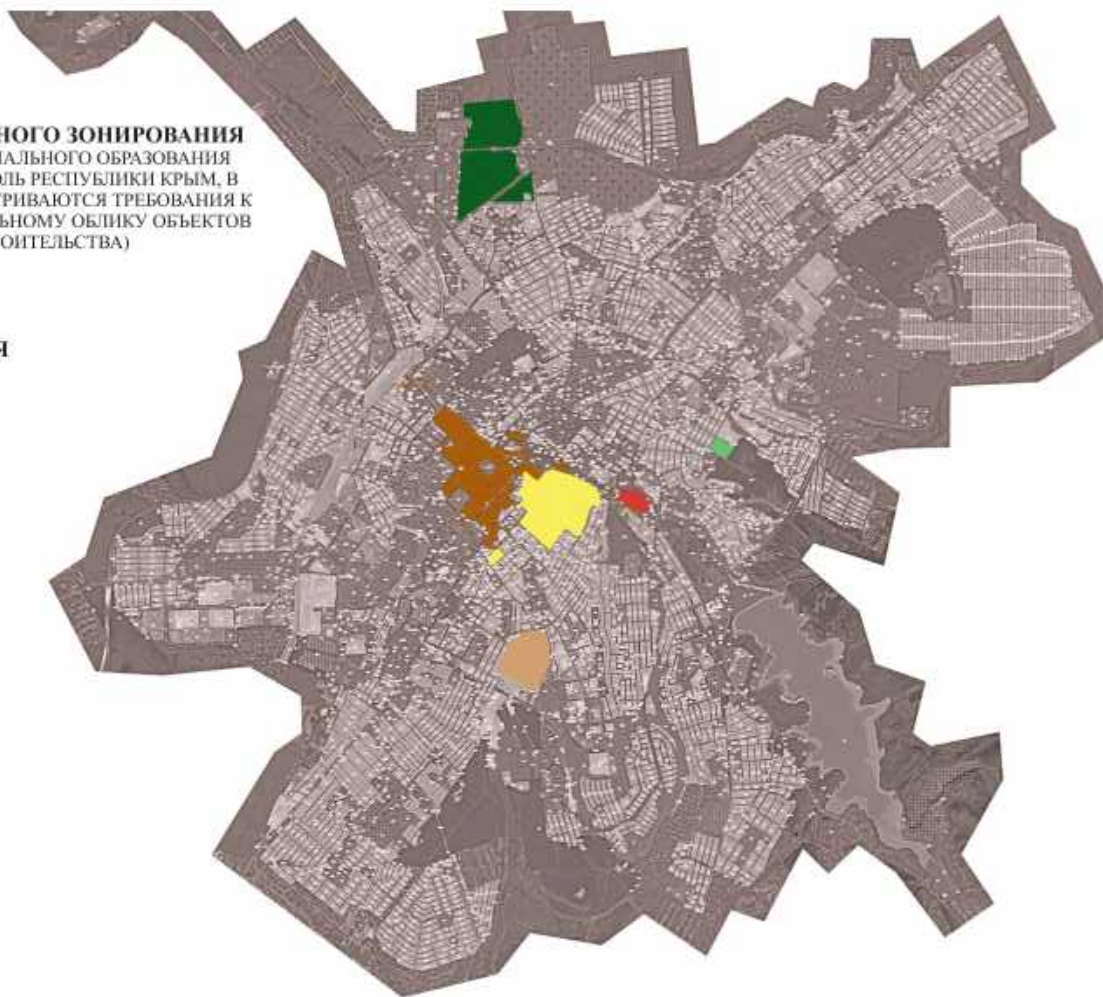 НОГО ЗОНИРОВАНИЯ
АЛЬНОГО ОБРАЗОВАНИЯ
ОЛЬ РЕСПУБЛИКИ КРЫМ, В
ТРИВАЮТСЯ ТРЕБОВАНИЯ К
ЬНОМУ ОБЛИКУ ОБЪЕКТОВ
ОИТЕЛЬСТВА)
Я